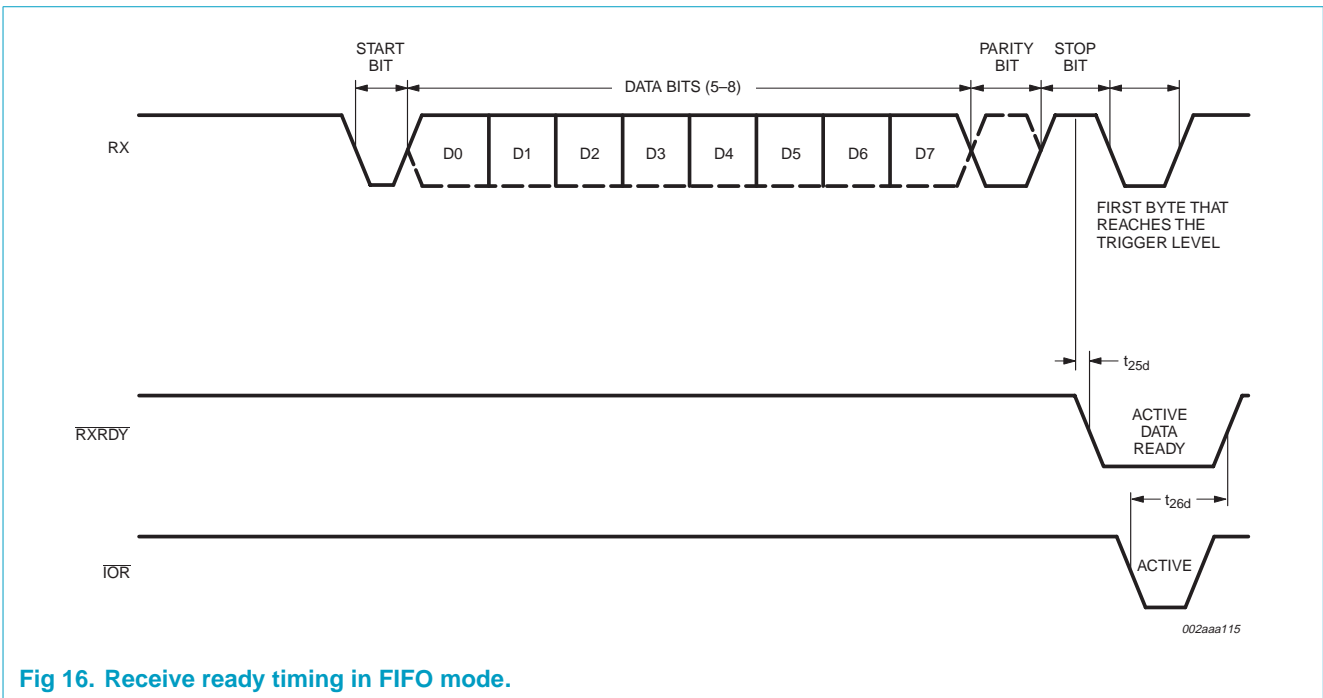 START
BIT
DATA BITS (5–8)
PARITY
BIT
STOP
BIT
RX
D0
D1
D2
D3
D4
D5
D6
D7
FIRST BYTE THAT
REACHES THE
TRIGGER LEVEL
t25d
RXRDY
ACTIVE
DATA
READY
t26d
IOR
ACTIVE
002aaa115
Fig 16. Receive ready timing in FIFO mode.